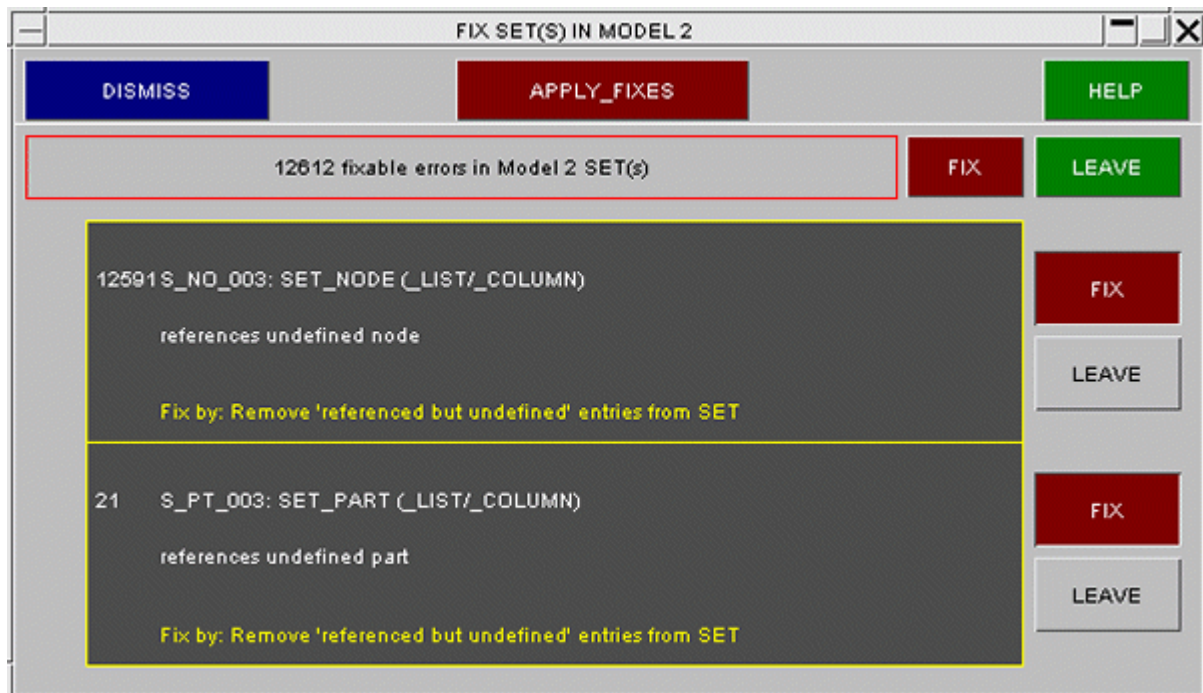 FIX SET(S) IN MODEL 2
DISMISS APPLY_FIXES HELP
12612 fixable errors in Model 2 SET(s) FIX LEAVE
12591 S_NO_003: SET_NODE (_LIST/_COLUMN)
FIX
references undefined node
LEAVE
Fix by: Remove 'referenced but undefined' entries from SET
21 S_PT_003: SET_PART (_LIST/_COLUMN)
FIX
references undefined part
LEAVE
Fix by: Remove 'referenced but undefined' entries from SET